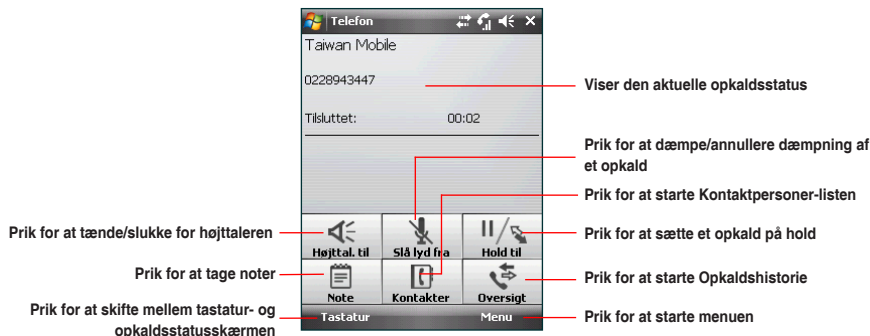 Telefon
Taiwan Mobile
0228943447
Tilsluttet: 00:02
Højttal. til
Slå lyd fra
Hold til
Note
Kontakter
Oversigt
Tastatur
Menu
Viser den aktuelle opkaldsstatus
Prik for at dæmpe/annullere dæmpning af
et opkald
Prik for at starte Kontaktpersoner-listen
Prik for at sætte et opkald på hold
Prik for at starte Opkaldshistorie
Prik for at starte menuen
Prik for at tænde/slukke for højttaleren
Prik for at tage noter
Prik for at skifte mellem tastatur- og
opkaldsstatusskærmen